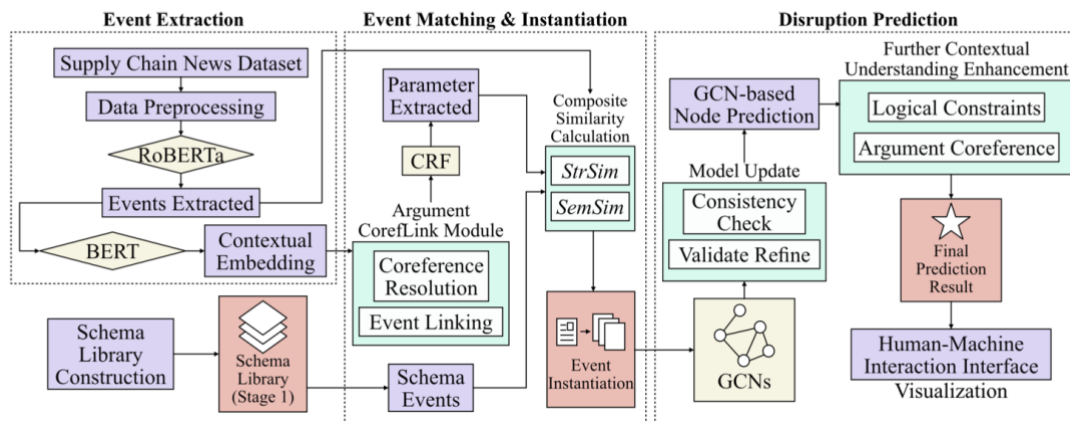 Event Extraction
Supply Chain News Dataset
Data Preprocessing
RoBERTa
Events Extracted
BERT
Contextual
Embedding
Schema
Library
Construction
Schema
Library
(Stage 1)
Event Matching & Instantiation
Parameter
Extracted
CRF
Argument
CorefLink Module
Coreference
Resolution
Event Linking
Schema
Events
Composite
Similarity
Calculation
StrSim
SemSim
Event
Instantiation
Disruption Prediction
GCN-based
Node Prediction
Model Update
Consistency
Check
Validate Refine
GCNs
Further Contextual
Understanding Enhancement
Logical Constraints
Argument Coreference
Final
Prediction
Result
Human-Machine
Interaction Interface
Visualization